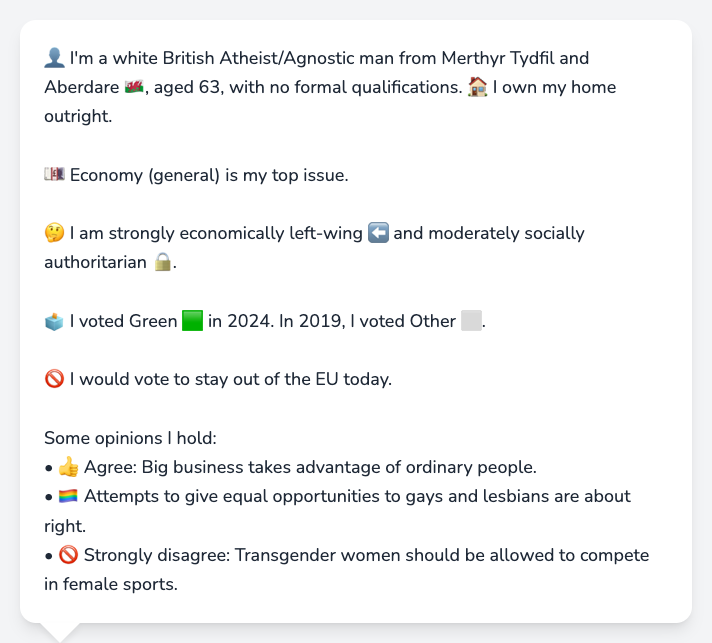 👤 I'm a white British Atheist/Agnostic man from Merthyr Tydfil and
Aberdare 🏴󠁧󠁢󠁷󠁬󠁳󠁿, aged 63, with no formal qualifications. 🏠 I own my home
outright.
💷 Economy (general) is my top issue.
🤔 I am strongly economically left-wing ⬅️ and moderately socially
authoritarian 🔒.
🗳️ I voted Green 🟩 in 2024. In 2019, I voted Other ⬜.
🚫 I would vote to stay out of the EU today.
Some opinions I hold:
• 👍 Agree: Big business takes advantage of ordinary people.
• 🏳️‍🌈 Attempts to give equal opportunities to gays and lesbians are about
right.
• 🚫 Strongly disagree: Transgender women should be allowed to compete
in female sports.